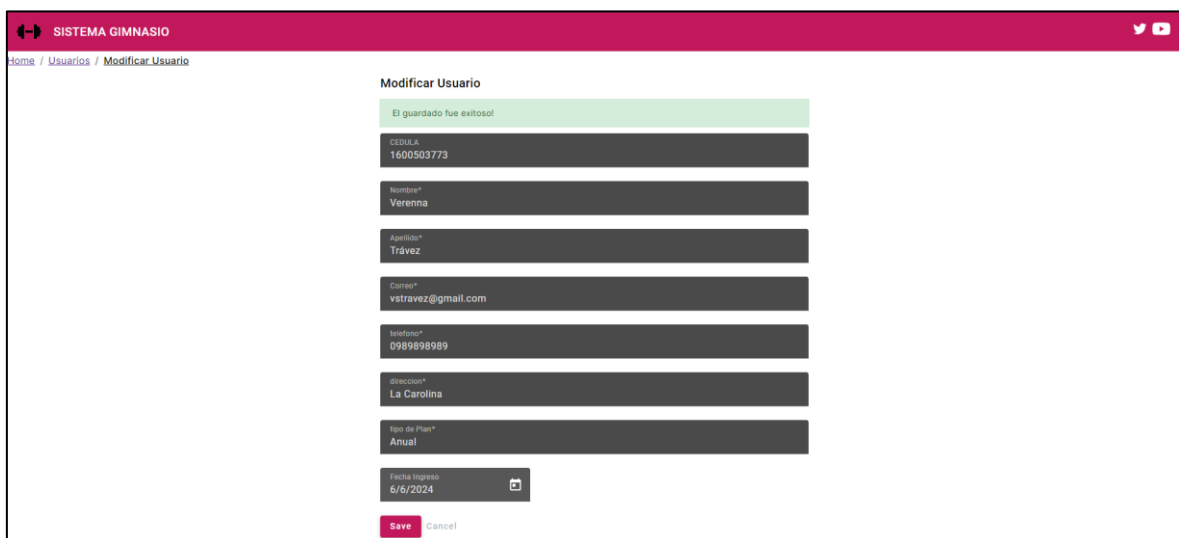 SISTEMA GIMNASIO
Home / Usuarios / Modificar Usuario
Modificar Usuario
El guardado fue exitoso!
CEDULA
1600503773
Nombre*
Verenna
Apellido*
Trávez
Correo*
vstravez@gmail.com
telefono*
0989898989
direccion*
La Carolina
tipo de Plan*
Anual
Fecha Ingreso
6/6/2024
Save Cancel